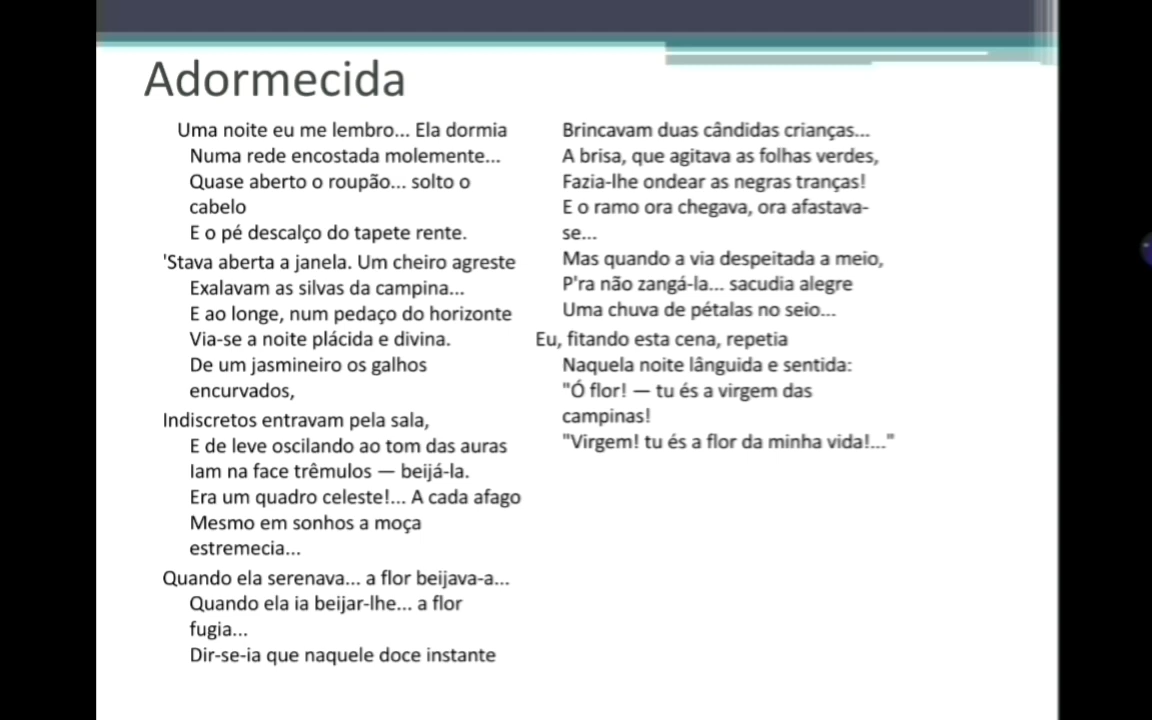 Adormecida
Uma noite eu me lembro... Ela dormia
Numa rede encostada molemente...
Quase aberto o roupão... solto o
cabelo
E o pé descalço do tapete rente.
'Stava aberta a janela. Um cheiro agreste
Exalavam as silvas da campina...
E ao longe, num pedaço do horizonte
Via-se a noite plácida e divina.
De um jasmineiro os galhos
encurvados,
Indiscretos entravam pela sala,
E de leve oscilando ao tom das auras
Iam na face trêmulos — beijá-la.
Era um quadro celeste!... A cada afago
Mesmo em sonhos a moça
estremecia...
Quando ela serenava... a flor beijava-a...
Quando ela ia beijar-lhe... a flor
fugia...
Dir-se-ia que naquele doce instante
Brincavam duas cândidas crianças...
A brisa, que agitava as folhas verdes,
Fazia-lhe ondear as negras tranças!
E o ramo ora chegava, ora afastava-
se...
Mas quando a via despeitada a meio,
P'ra não zangá-la... sacudia alegre
Uma chuva de pétalas no seio...
Eu, fitando esta cena, repetia
Naquela noite lânguida e sentida:
"Ó flor! — tu és a virgem das
campinas!
"Virgem! tu és a flor da minha vida!..."